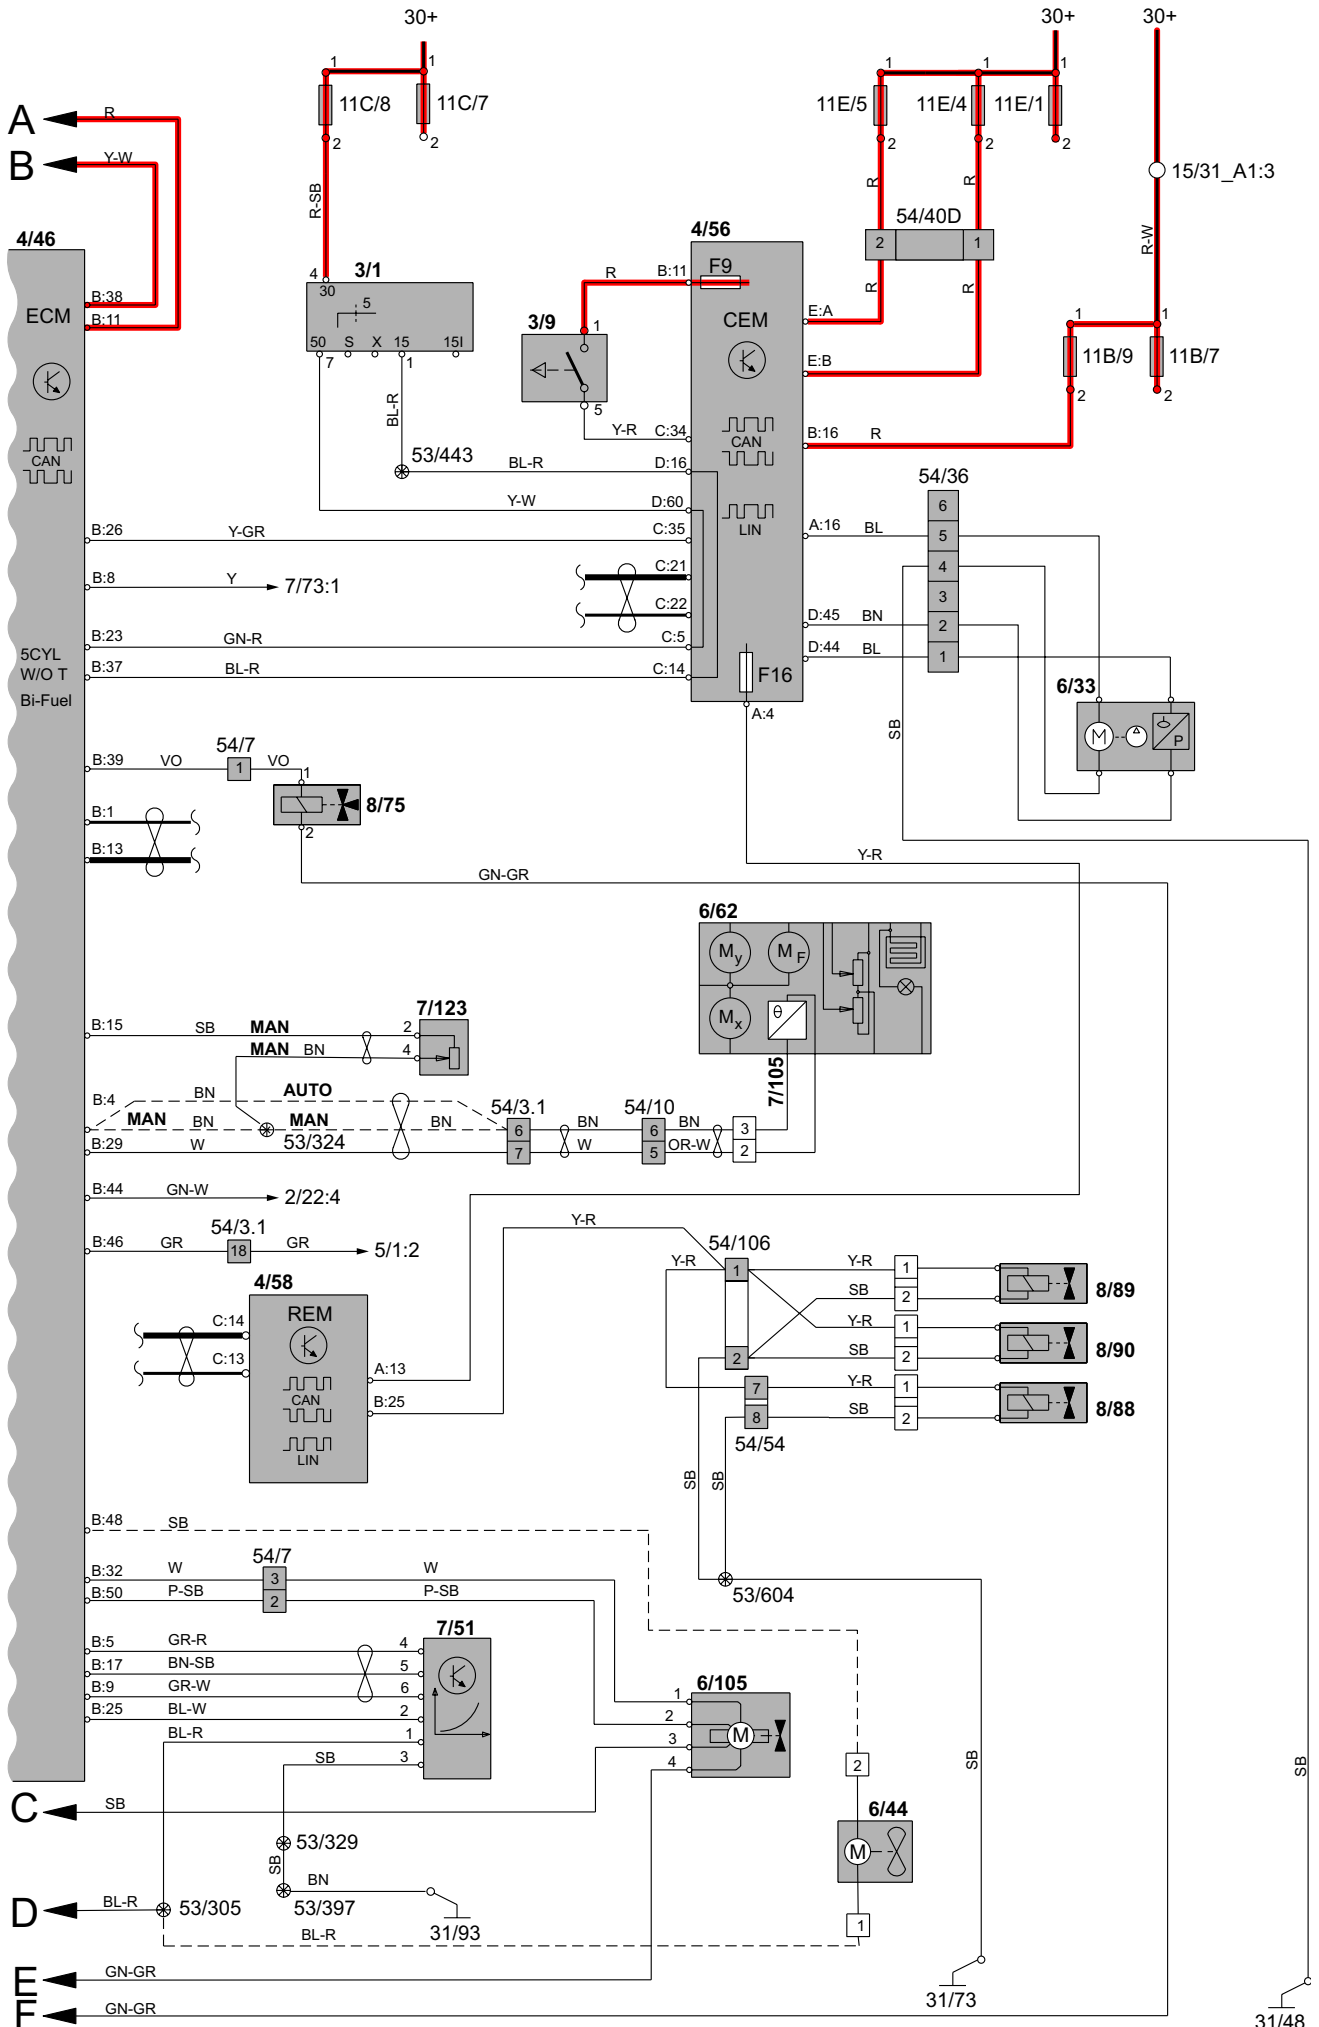 30+ 30+ 30+
1 1 1 1 1
11C/8 11C/7 11E/5 11E/4 11E/1
A R
2 2 2 2 2
B Y-W
15/31_A1:3
R-SB R R R-W
54/40D
4/46 4/56 2 1
4 3/1 R B:11 F9 R R
30
B:38
ECM 5 3/9 1 CEM E:A
B:11 1 1
50 S X 15 15I E:B 11B/9 11B/7
7 1
2 2
BL-R 5
Y-R C:34 B:16 R
CAN CAN
53/443 BL-R D:16 54/36
Y-W D:60 6
B:26 Y-GR C:35 LIN A:16 BL 5
C:21 4
B:8 Y 7/73:1
C:22 3
D:45 BN 2
B:23 GN-R C:5
5CYL D:44 BL 1
W/O T
B:37 BL-R C:14 F16
Bi-Fuel 6/33
A:4
SB M P
54/7
B:39 VO 1 VO 1
8/75
B:1 2
B:13 Y-R
GN-GR
6/62
My MF
7/123 Mx θ
B:15 SB MAN 2
MAN BN 4
7/105
B:4 BN AUTO
54/3.1 54/10
MAN BN MAN BN 6 BN 6 BN 3
53/324
B:29 W 7 W 5 OR-W 2
B:44 GN-W 2/22:4
54/3.1 Y-R
B:46 GR 18 GR 5/1:2 54/106
Y-R 1 Y-R 1
4/58 8/89
REM SB 2
C:14 Y-R 1
8/90
C:13 2 SB 2
A:13
CAN 7 Y-R 1
B:25 8/88
8 SB 2
LIN 54/54
SB SB
B:48 SB
54/7
B:32 W 3 W
B:50 P-SB 2 P-SB 53/604
7/51
B:5 GR-R 4
B:17 BN-SB 5
6/105
B:9 GR-W 6 1
B:25 BL-W 2 2
BL-R 1 M
3
SB 3 4 2 SB SB
C SB
6/44
53/329 M
SB BN
D BL-R 53/305 53/397
31/93 1
BL-R
E GN-GR
31/73
F GN-GR
31/48